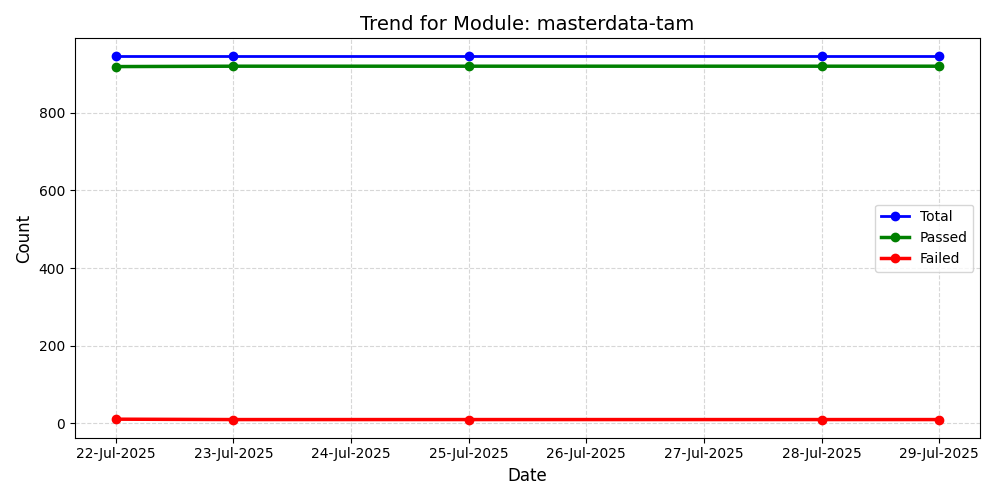 Trend for Module: masterdata-tam
Count
800
600
400
200
0
Total
Passed
Failed
22-Jul-2025 23-Jul-2025 24-Jul-2025 25-Jul-2025 26-Jul-2025 27-Jul-2025 28-Jul-2025 29-Jul-2025
Date